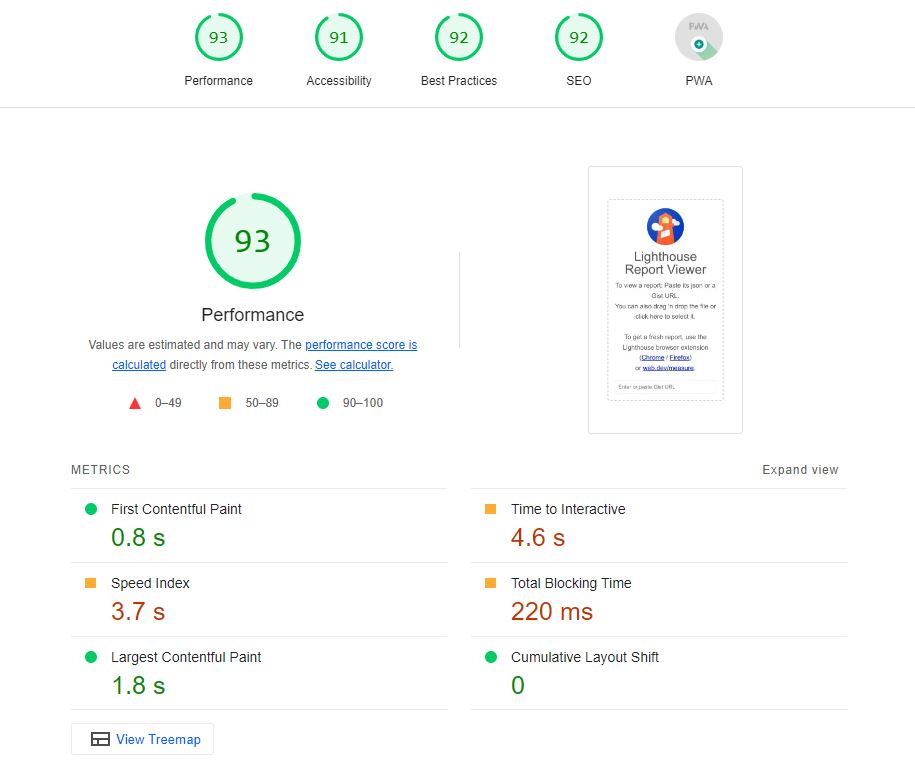 93
91
92
92
PWA
Performance
Accessibility
Best Practices
SEO
PWA
93
Performance
Values are estimated and may vary. The performance score is
calculated directly from these metrics. See calculator.
0–49
50–89
90–100
Lighthouse
Report Viewer
To view a report: Paste its json or a
Gist URL.
You can also drag 'n drop the file or
click here to select it.
To get a fresh report, use the
Lighthouse browser extension
(Chrome / Firefox)
or web.dev/measure.
Enter or paste Gist URL
METRICS
Expand view
First Contentful Paint
0.8 s
Time to Interactive
4.6 s
Speed Index
3.7 s
Total Blocking Time
220 ms
Largest Contentful Paint
1.8 s
Cumulative Layout Shift
0
View Treemap